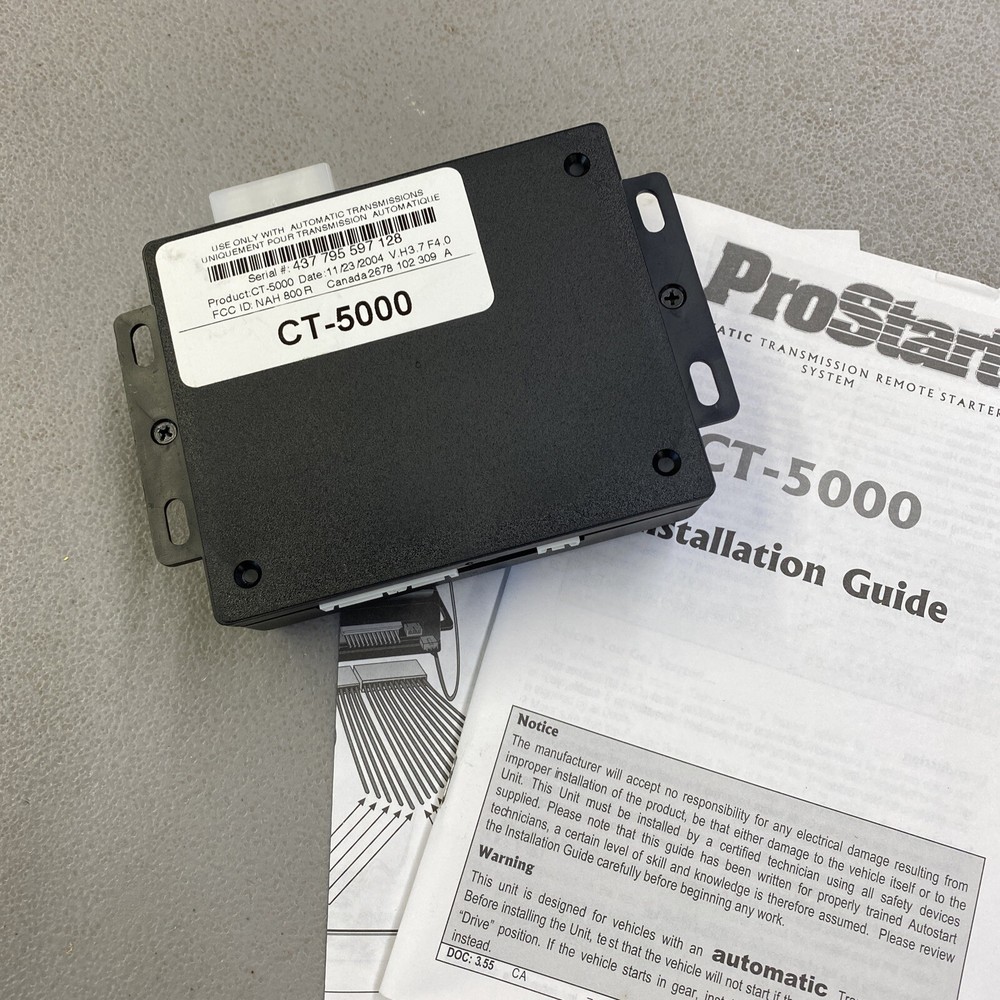 USE ONLY WITH AUTOMATIC TRANSMISSIONS
UNIQUEMENT POUR TRANSMISSION AUTOMATIQUE
Serial #: 437 795 597 128
Product:CT-5000 Date:11/23/2004 V.H3.7 F4.0
FCC ID: NAH 800R Canada2678 102 309 A
CT-5000
ProStart
ATIC TRANSMISSION REMOTE STARTER
SYSTEM
CT-5000
nstallation Guide
Notice
The manufacturer will accept no responsibility for any electrical damage resulting from
improper installation of the product, be that either damage to the vehicle itself or to the
Unit. This Unit must be installed by a certified technician using all safety devices
supplied. Please note that this guide has been written for properly trained Autostart
technicians, a certain level of skill and knowledge is therefore assumed. Please review
the Installation Guide carefully before beginning any work.
Warning
This unit is designed for vehicles with an automatic
Before installing the Unit, test that the vehicle will not start if
"Drive" position. If the vehicle starts in gear,
instead.
DOC: 3.55 CA